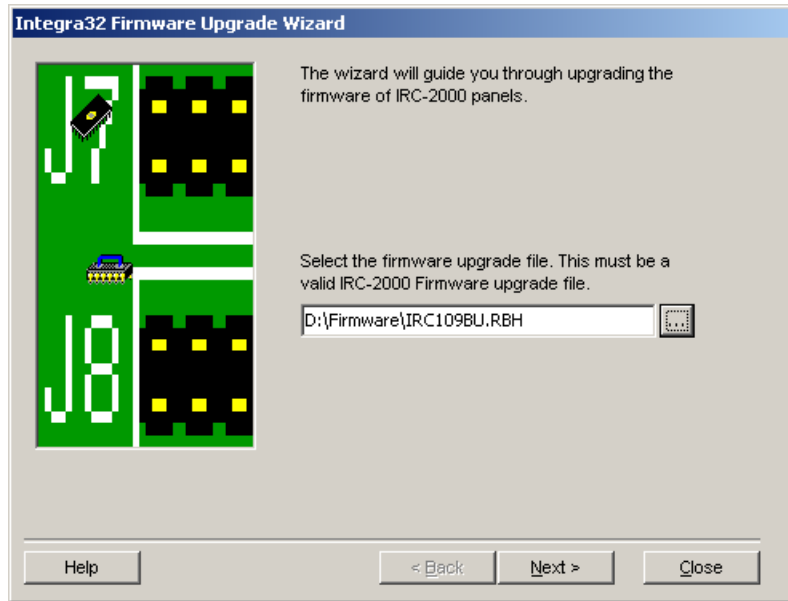 Integra32 Firmware Upgrade Wizard
The wizard will guide you through upgrading the
firmware of IRC-2000 panels.
J7
Select the firmware upgrade file. This must be a
valid IRC-2000 Firmware upgrade file.
D:\Firmware\IRC109BU.RBH
...
J8
Help
< Back
Next >
Close